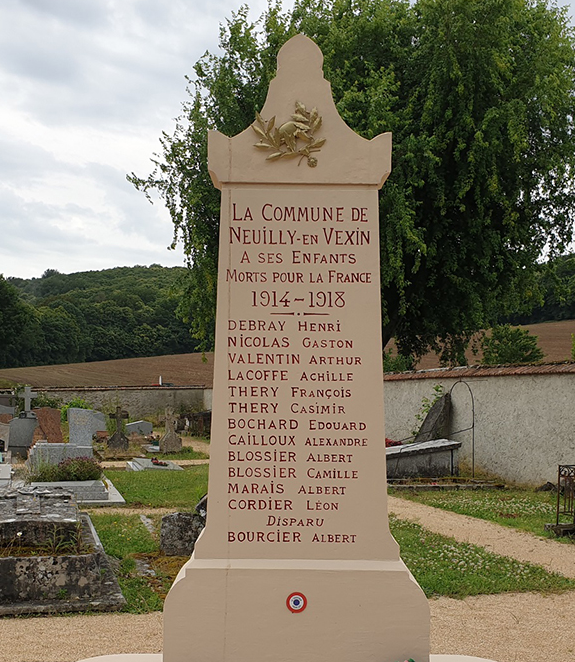 LA COMMUNE DE
NEUILLY-EN VEXIN
A SES ENFANTS
MORTS POUR LA FRANCE
1914-1918
DEBRAY HENRI
NICOLAS GASTON
VALENTIN ARTHUR
LACOFFE ACHILLE
THERY FRANÇOIS
THERY CASIMIR
BOCHARD EDOUARD
CAILLOUX ALEXANDRE
BLOSSIER ALBERT
BLOSSIER CAMILLE
MARAIS ALBERT
CORDIER LÉON
DISPARU
BOURCIER ALBERT